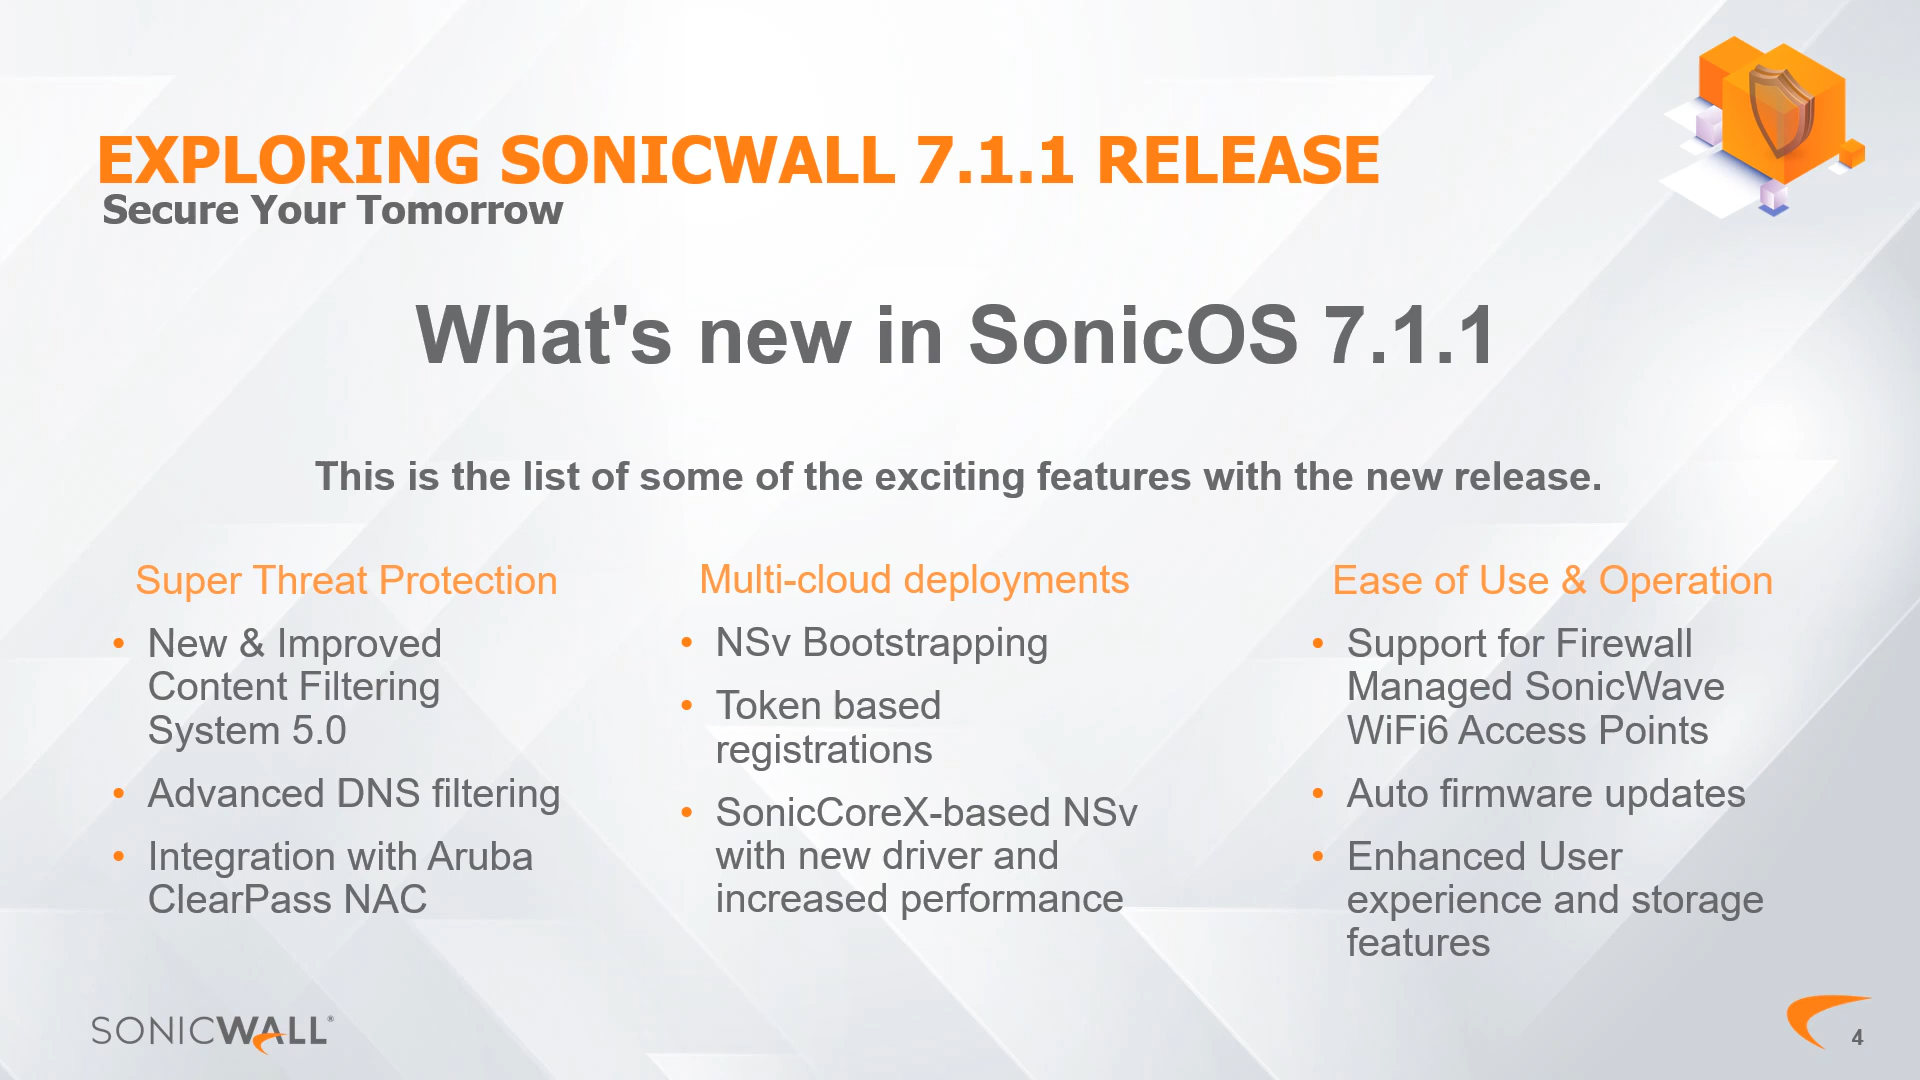 EXPLORING SONICWALL 7.1.1 RELEASE
Secure Your Tomorrow
What's new in SonicOS 7.1.1
This is the list of some of the exciting features with the new release.
Super Threat Protection
• New & Improved
Content Filtering
System 5.0
• Advanced DNS filtering
• Integration with Aruba
ClearPass NAC
Multi-cloud deployments
• NSv Bootstrapping
• Token based
registrations
• SonicCoreX-based NSv
with new driver and
increased performance
Ease of Use & Operation
• Support for Firewall
Managed SonicWave
WiFi6 Access Points
• Auto firmware updates
• Enhanced User
experience and storage
features
SONICWALL®
4